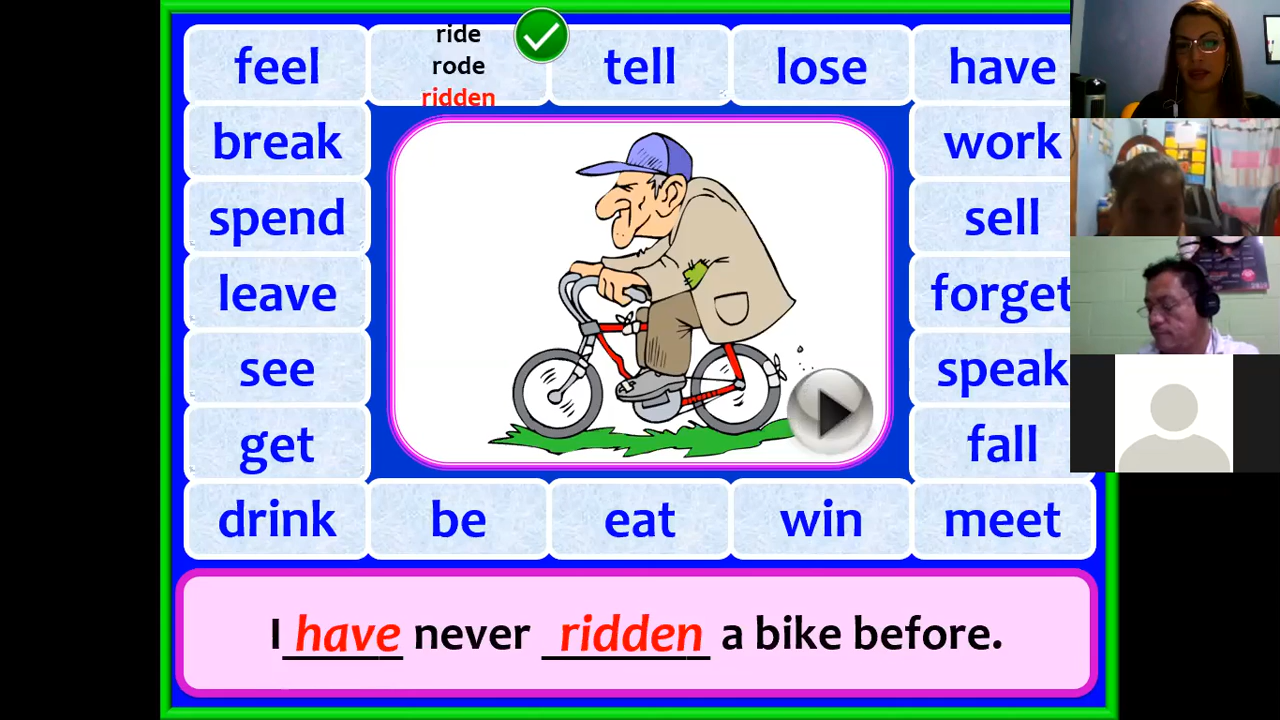 feel
ride
rode
ridden
tell
lose
have
break
work
spend
sell
leave
forget
see
speak
get
fall
drink
be
eat
win
meet
I have never ridden a bike before.